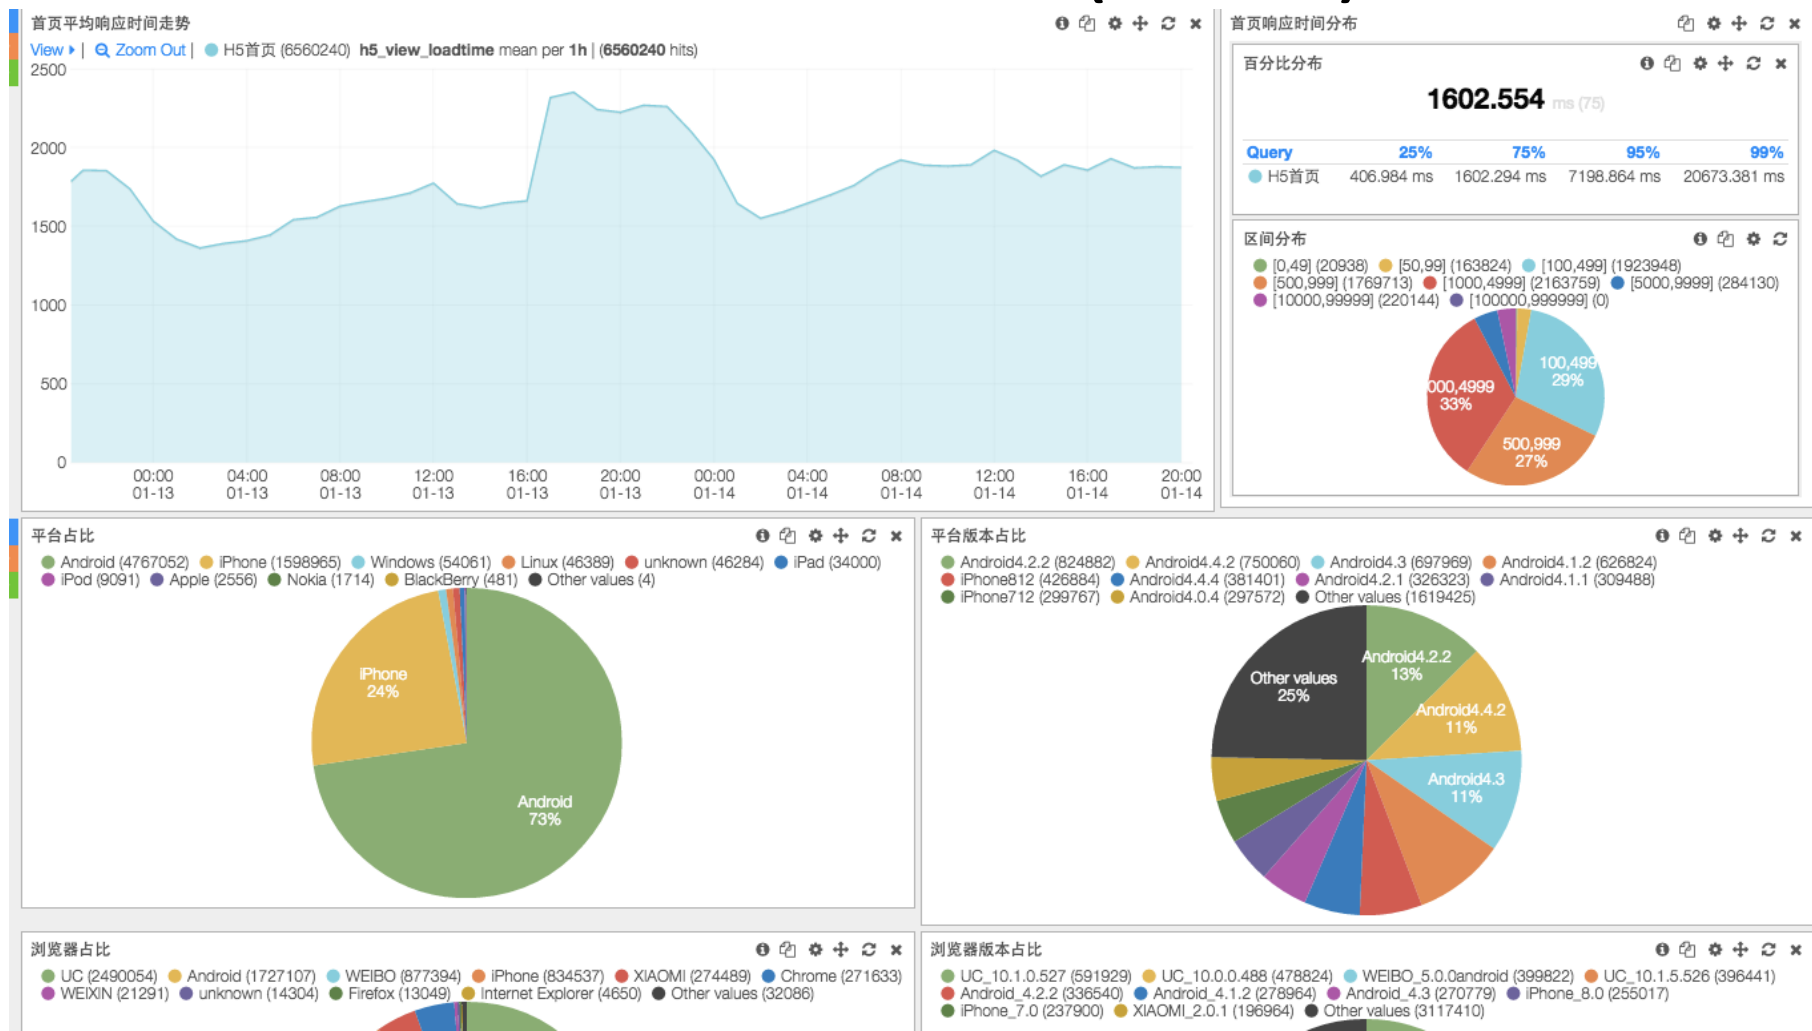 首页平均响应时间走势
View ▸ | Zoom Out | H5首页 (6560240) h5_view_loadtime mean per 1h | (6560240 hits)
2500
2000
1500
1000
500
0
00:00 04:00 08:00 12:00 16:00 20:00 00:00 04:00 08:00 12:00 16:00 20:00
01-13 01-13 01-13 01-13 01-13 01-13 01-14 01-14 01-14 01-14 01-14 01-14
首页响应时间分布
百分比分布
1602.554 ms (75)
Query 25% 75% 95% 99%
H5首页 406.984 ms 1602.294 ms 7198.864 ms 20673.381 ms
区间分布
[0,49] (20938) [50,99] (163824) [100,499] (1923948)
[500,999] (1769713) [1000,4999] (2163759) [5000,9999] (284130)
[10000,99999] (220144) [100000,999999] (0)
100,499
29%
000,4999
33%
500,999
27%
平台占比
Android (4767052) iPhone (1598965) Windows (54061) Linux (46389) unknown (46284) iPad (34000)
iPod (9091) Apple (2556) Nokia (1714) BlackBerry (481) Other values (4)
iPhone
24%
Android
73%
平台版本占比
Android4.2.2 (824882) Android4.4.2 (750060) Android4.3 (697969) Android4.1.2 (626824)
iPhone812 (426884) Android4.4.4 (381401) Android4.2.1 (326323) Android4.1.1 (309488)
iPhone712 (299767) Android4.0.4 (297572) Other values (1619425)
Android4.2.2
13%
Other values
25%
Android4.4.2
11%
Android4.3
11%
浏览器占比
UC (2490054) Android (1727107) WEIBO (877394) iPhone (834537) XIAOMI (274489) Chrome (271633)
WEIXIN (21291) unknown (14304) Firefox (13049) Internet Explorer (4650) Other values (32086)
浏览器版本占比
UC_10.1.0.527 (591929) UC_10.0.0.488 (478824) WEIBO_5.0.0android (399822) UC_10.1.5.526 (396441)
Android_4.2.2 (336540) Android_4.1.2 (278964) Android_4.3 (270779) iPhone_8.0 (255017)
iPhone_7.0 (237900) XIAOMI_2.0.1 (196964) Other values (3117410)